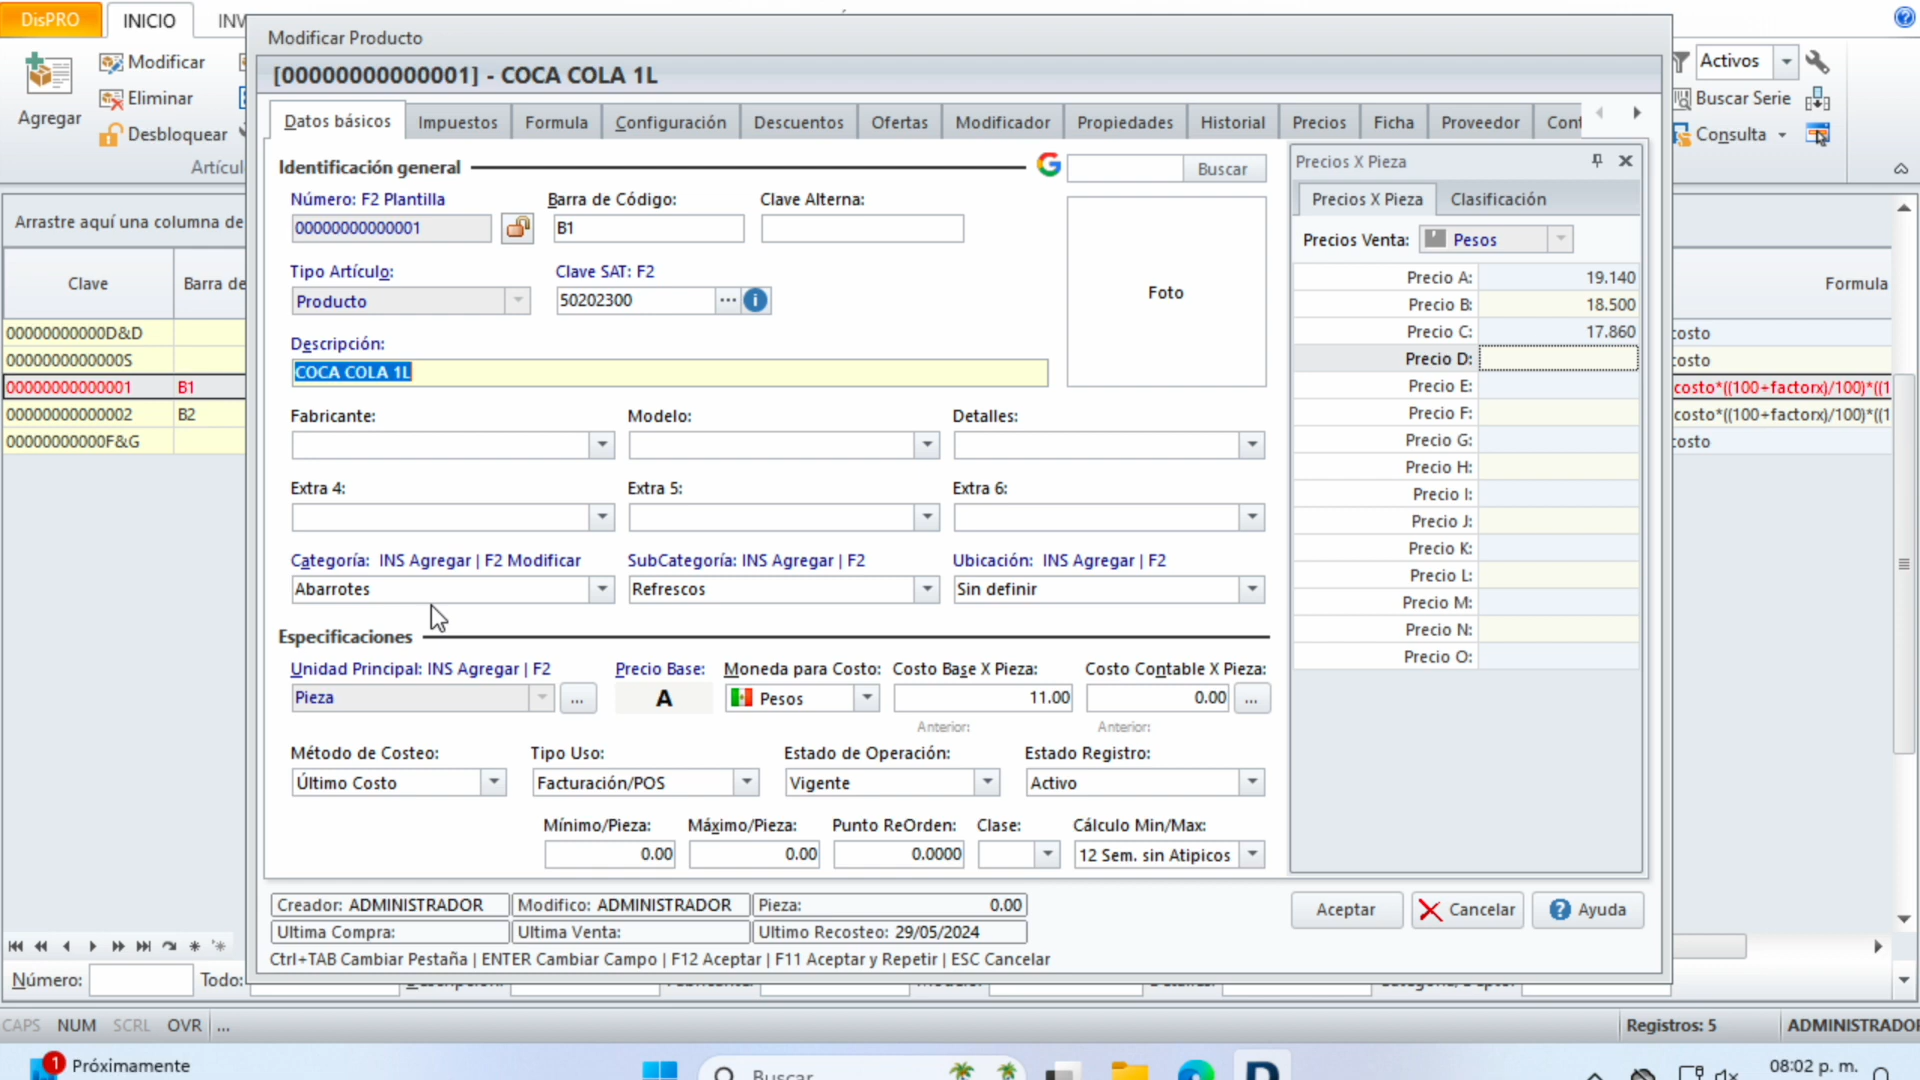 DisPRO
INICIO
INV
Modificar
Eliminar
Desbloquear
Agregar
Artícul
Activos
Buscar Serie
Consulta
Modificar Producto
[00000000000001] - COCA COLA 1L
Datos básicos
Impuestos
Formula
Configuración
Descuentos
Ofertas
Modificador
Propiedades
Historial
Precios
Ficha
Proveedor
Cont
Arrastre aquí una columna de
Clave
Barra de
Formula
00000000000D&D
costo
0000000000000S
costo
00000000000001 B1
costo*((100+factorx)/100)*((1
00000000000002 B2
costo*((100+factorx)/100)*((1
00000000000F&G
costo
Identificación general
Buscar
Número: F2 Plantilla
Barra de Código:
Clave Alterna:
00000000000001
B1
Tipo Artículo:
Clave SAT: F2
Producto
50202300
...
i
Foto
Descripción:
COCA COLA 1L
Fabricante:
Modelo:
Detalles:
Extra 4:
Extra 5:
Extra 6:
Categoría: INS Agregar | F2 Modificar
SubCategoría: INS Agregar | F2
Ubicación: INS Agregar | F2
Abarrotes
Refrescos
Sin definir
Especificaciones
Unidad Principal: INS Agregar | F2
Precio Base:
Moneda para Costo:
Costo Base X Pieza:
Costo Contable X Pieza:
Pieza
...
A
Pesos
11.00
0.00
...
Anterior:
Anterior:
Método de Costeo:
Tipo Uso:
Estado de Operación:
Estado Registro:
Último Costo
Facturación/POS
Vigente
Activo
Mínimo/Pieza:
Máximo/Pieza:
Punto ReOrden:
Clase:
Cálculo Min/Max:
0.00
0.00
0.0000
12 Sem. sin Atipicos
Precios X Pieza
Precios X Pieza
Clasificación
Precios Venta:
Pesos
Precio A: 19.140
Precio B: 18.500
Precio C: 17.860
Precio D:
Precio E:
Precio F:
Precio G:
Precio H:
Precio I:
Precio J:
Precio K:
Precio L:
Precio M:
Precio N:
Precio O:
Creador: ADMINISTRADOR
Modifico: ADMINISTRADOR
Pieza: 0.00
Ultima Compra:
Ultima Venta:
Ultimo Recosteo: 29/05/2024
Aceptar
Cancelar
Ayuda
Ctrl+TAB Cambiar Pestaña | ENTER Cambiar Campo | F12 Aceptar | F11 Aceptar y Repetir | ESC Cancelar
Número:
Todo:
CAPS NUM SCRL OVR ...
Registros: 5
ADMINISTRADO
1
Próximamente
Buscar
08:02 p. m.